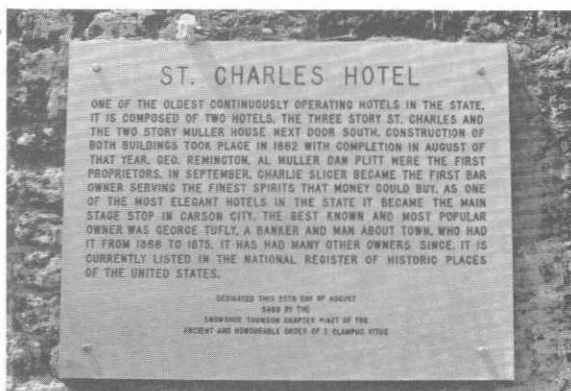 ST. CHARLES HOTEL
ONE OF THE OLDEST CONTINUOUSLY OPERATING HOTELS IN THE STATE,
IT IS COMPOSED OF TWO HOTELS, THE THREE STORY ST. CHARLES AND
THE TWO STORY MULLER HOUSE NEXT DOOR SOUTH. CONSTRUCTION OF
BOTH BUILDINGS TOOK PLACE IN 1862 WITH COMPLETION IN AUGUST OF
THAT YEAR. GEO. REMINGTON, AL MULLER DAN PLITT WERE THE FIRST
PROPRIETORS. IN SEPTEMBER, CHARLIE SLICER BECAME THE FIRST BAR
OWNER SERVING THE FINEST SPIRITS THAT MONEY COULD BUY. AS ONE
OF THE MOST ELEGANT HOTELS IN THE STATE IT BECAME THE MAIN
STAGE STOP IN CARSON CITY. THE BEST KNOWN AND MOST POPULAR
OWNER WAS GEORGE TUFLY, A BANKER AND MAN ABOUT TOWN, WHO HAD
IT FROM 1868 TO 1875. IT HAS HAD MANY OTHER OWNERS SINCE. IT IS
CURRENTLY LISTED IN THE NATIONAL REGISTER OF HISTORIC PLACES
OF THE UNITED STATES.
DEDICATED THIS DAY OF AUGUST
BY THE
SNOWSHOE THOMSON CHAPTER OF THE
ANCIENT AND HONOURABLE ORDER OF E CLAMPUS VITUS